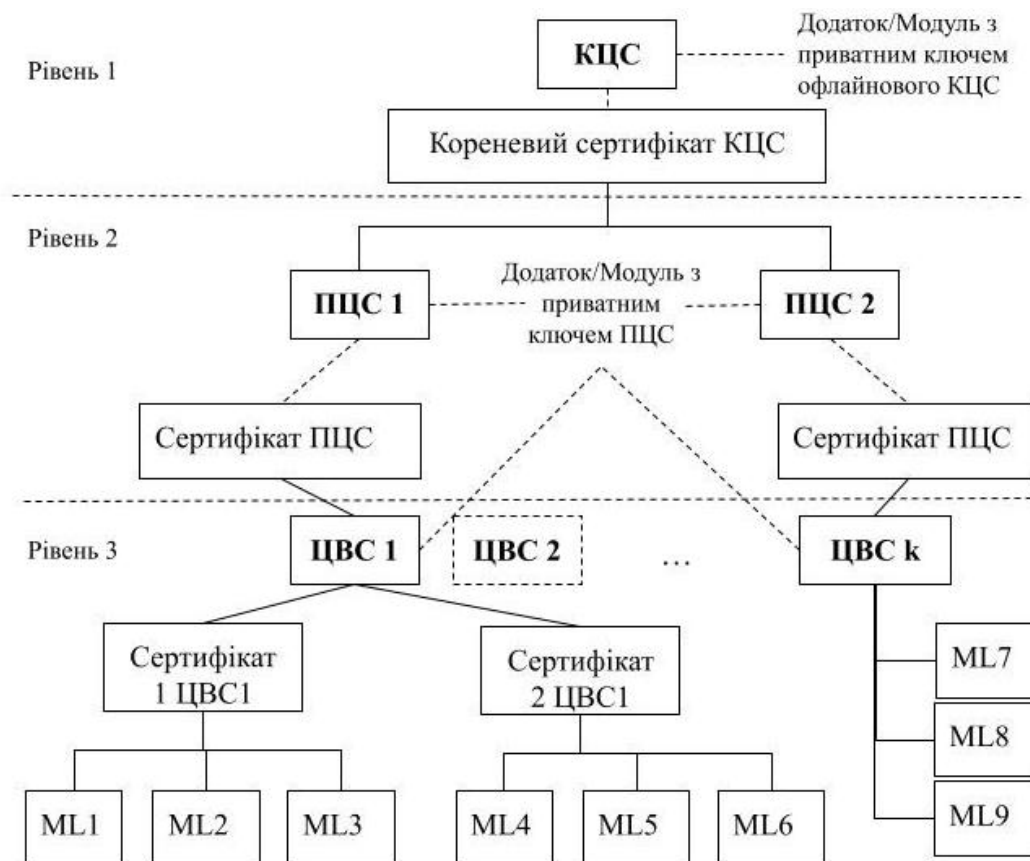 КЦС
Додаток/Модуль з
приватним ключем
офлайнового КЦС
Рівень 1
Кореневий сертифікат КЦС
Рівень 2
ПЦС 1
Додаток/Модуль з
приватним
ключем ПЦС
ПЦС 2
Сертифікат ПЦС
Сертифікат ПЦС
Рівень 3
ЦВС 1
ЦВС 2
...
ЦВС k
Сертифікат
1 ЦВС1
Сертифікат
2 ЦВС1
ML7
ML8
ML9
ML1
ML2
ML3
ML4
ML5
ML6